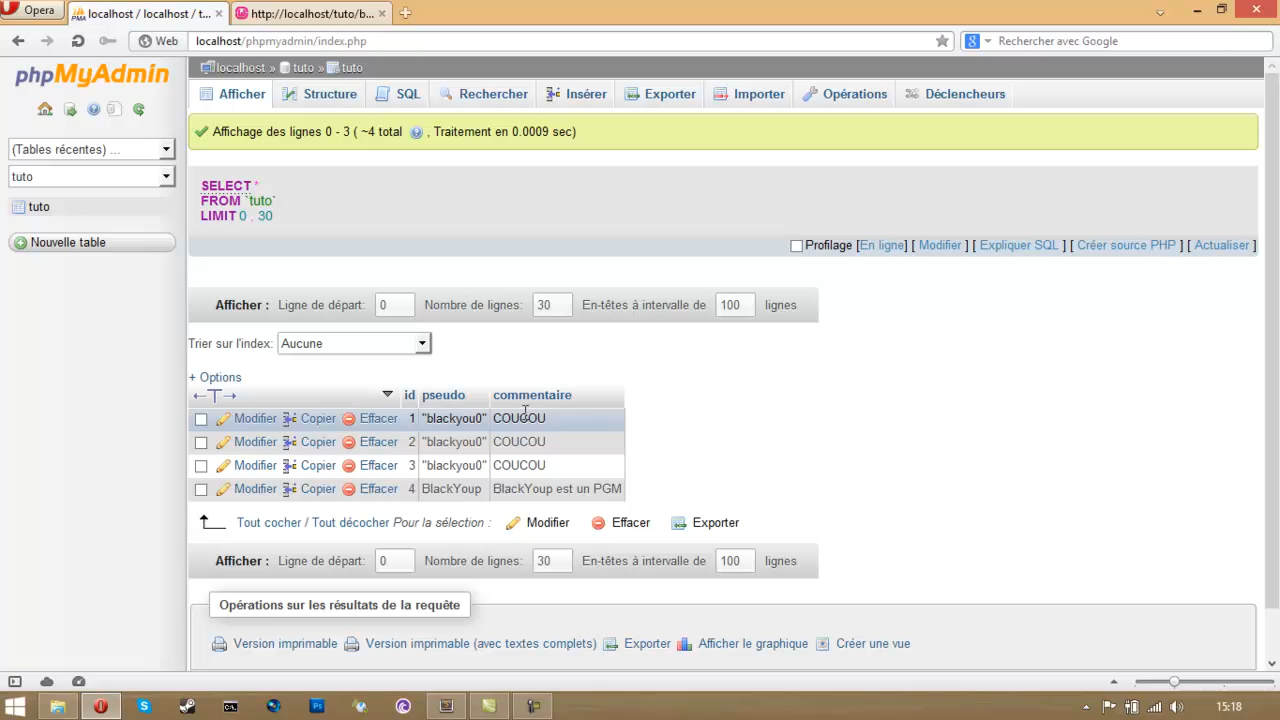 Opera
localhost / localhost / t...
http://localhost/tuto/b...
Web
localhost/phpmyadmin/index.php
Rechercher avec Google
phpMyAdmin
(Tables récentes) ...
tuto
tuto
Nouvelle table
localhost » tuto » tuto
Afficher Structure SQL Rechercher Insérer Exporter Importer Opérations Déclencheurs
Affichage des lignes 0 - 3 ( ~4 total , Traitement en 0.0009 sec)
SELECT *
FROM `tuto`
LIMIT 0 , 30
Profilage [En ligne] [ Modifier ] [ Expliquer SQL ] [ Créer source PHP ] [ Actualiser ]
Afficher : Ligne de départ: 0 Nombre de lignes: 30 En-têtes à intervalle de 100 lignes
Trier sur l'index: Aucune
+ Options
←T→ id pseudo commentaire
Modifier Copier Effacer 1 "blackyou0" COUCOU
Modifier Copier Effacer 2 "blackyou0" COUCOU
Modifier Copier Effacer 3 "blackyou0" COUCOU
Modifier Copier Effacer 4 BlackYoup BlackYoup est un PGM
Tout cocher / Tout décocher Pour la sélection : Modifier Effacer Exporter
Afficher : Ligne de départ: 0 Nombre de lignes: 30 En-têtes à intervalle de 100 lignes
Opérations sur les résultats de la requête
Version imprimable Version imprimable (avec textes complets) Exporter Afficher le graphique Créer une vue
15:18